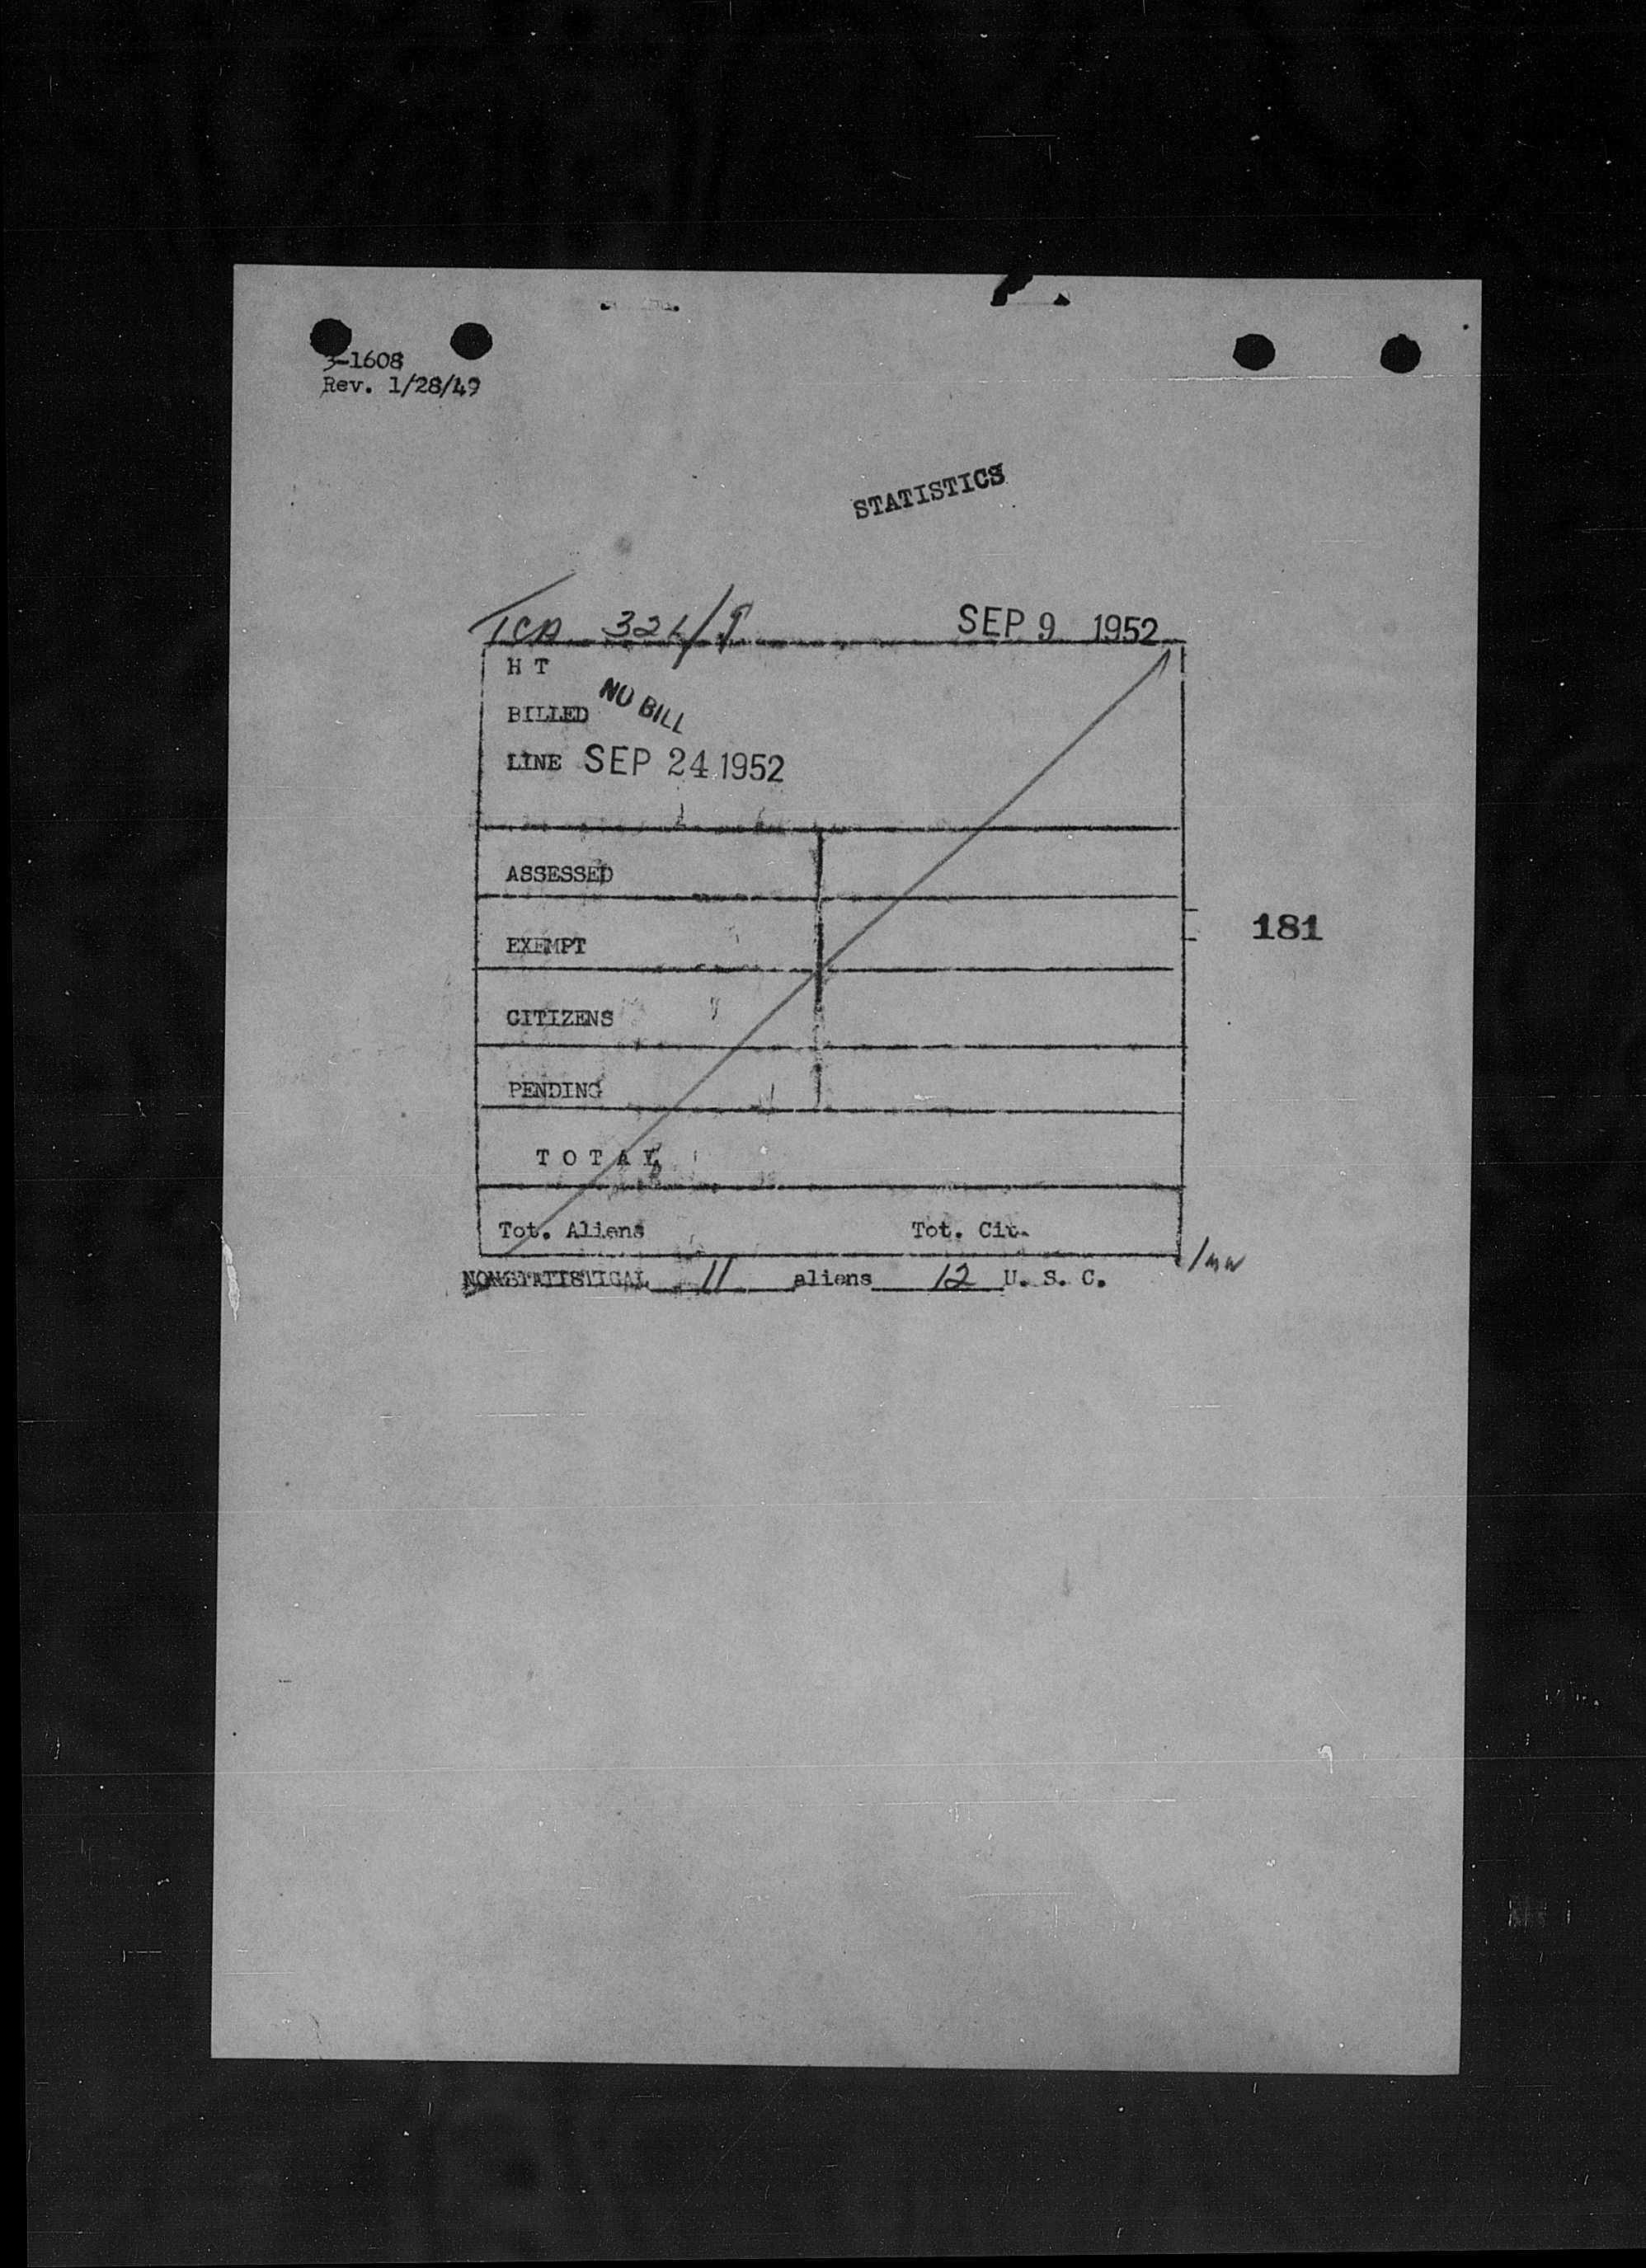 3-1608
Rev. 1/28/49
STATISTICS
TCA SEP 9 1952
H T
BILLED NO BILL
LINE SEP 24 1952
ASSESSED
EXEMPT
181
CITIZENS
PENDING
T O T A L
Tot. Aliens Tot. Cit.
NONSTATISTICAL 11 aliens 12 U. S. C.